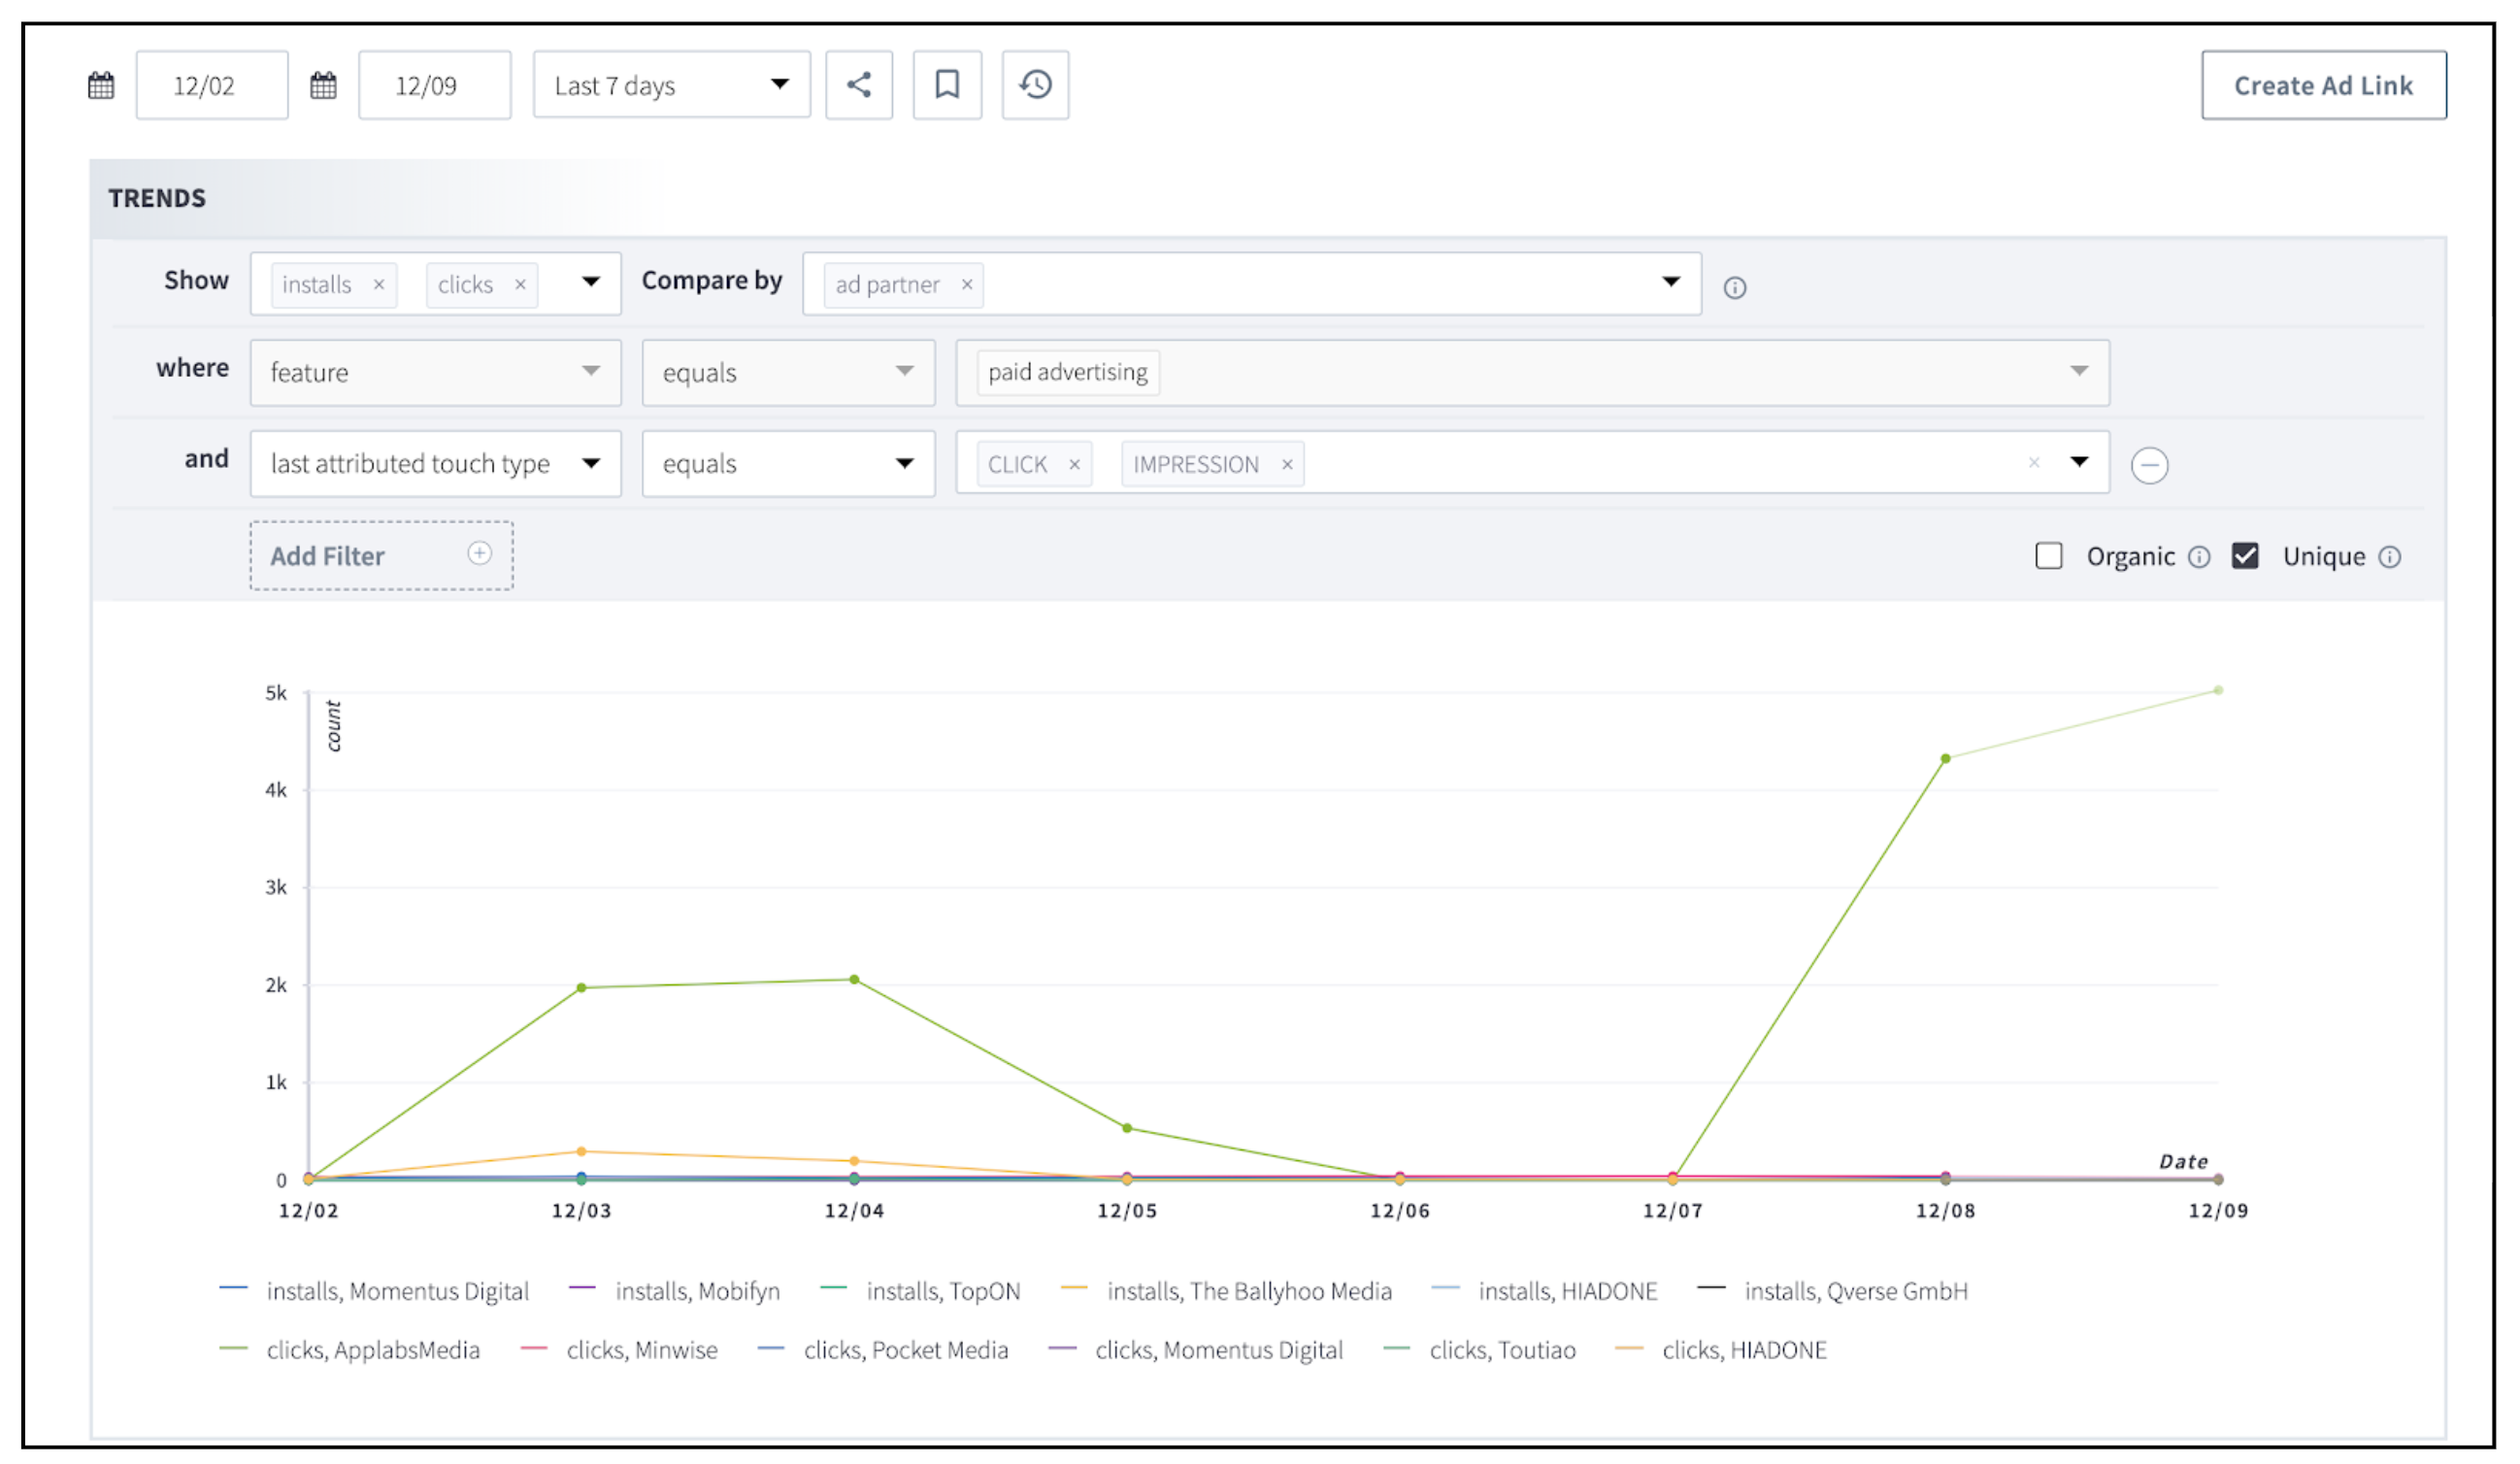 12/02 12/09 Last 7 days Create Ad Link
TRENDS
Show installs × clicks × Compare by ad partner ×
where feature equals paid advertising
and last attributed touch type equals CLICK × IMPRESSION ×
Add Filter Organic Unique
5k
count
4k
3k
2k
1k
Date
0
12/02 12/03 12/04 12/05 12/06 12/07 12/08 12/09
installs, Momentus Digital installs, Mobifyn installs, TopON installs, The Ballyhoo Media installs, HIADONE installs, Qverse GmbH
clicks, ApplabsMedia clicks, Minwise clicks, Pocket Media clicks, Momentus Digital clicks, Toutiao clicks, HIADONE